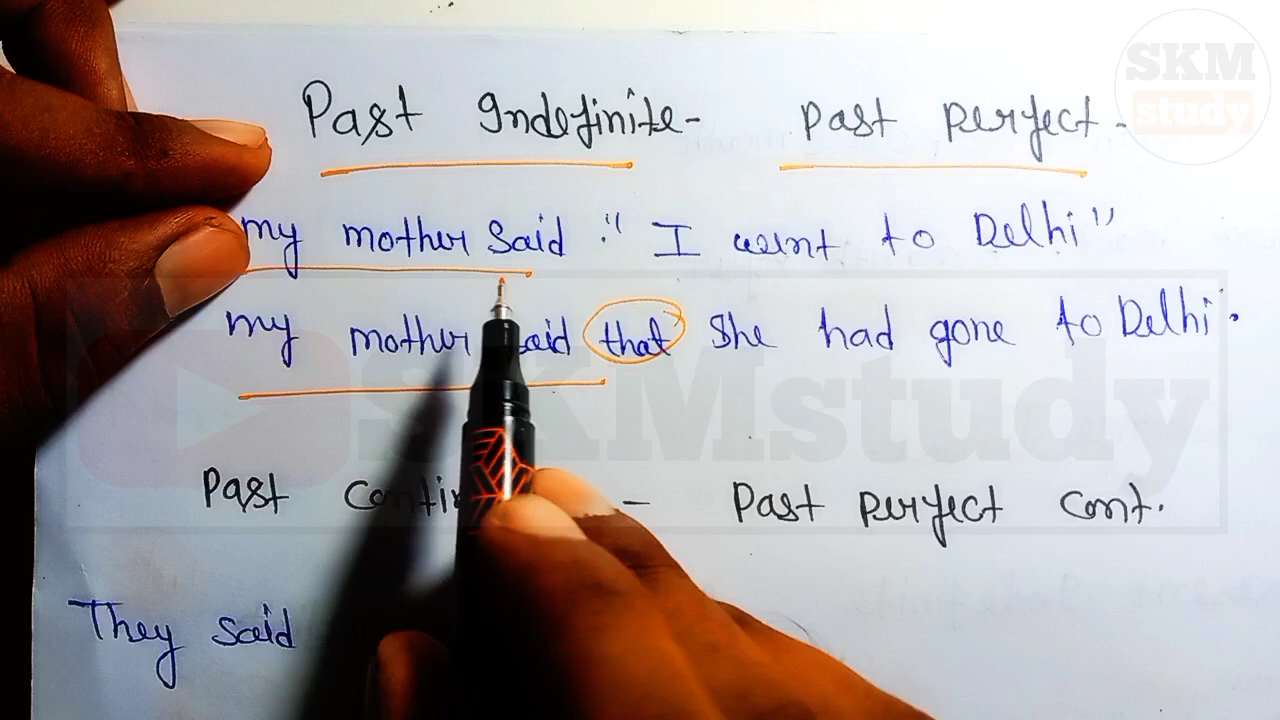 SKM
study
Past Indefinite - Past perfect -
my mother said :" I went to Delhi"
my mother said that She had gone to Delhi.
SKMstudy
Past - Past perfect cont.
They said